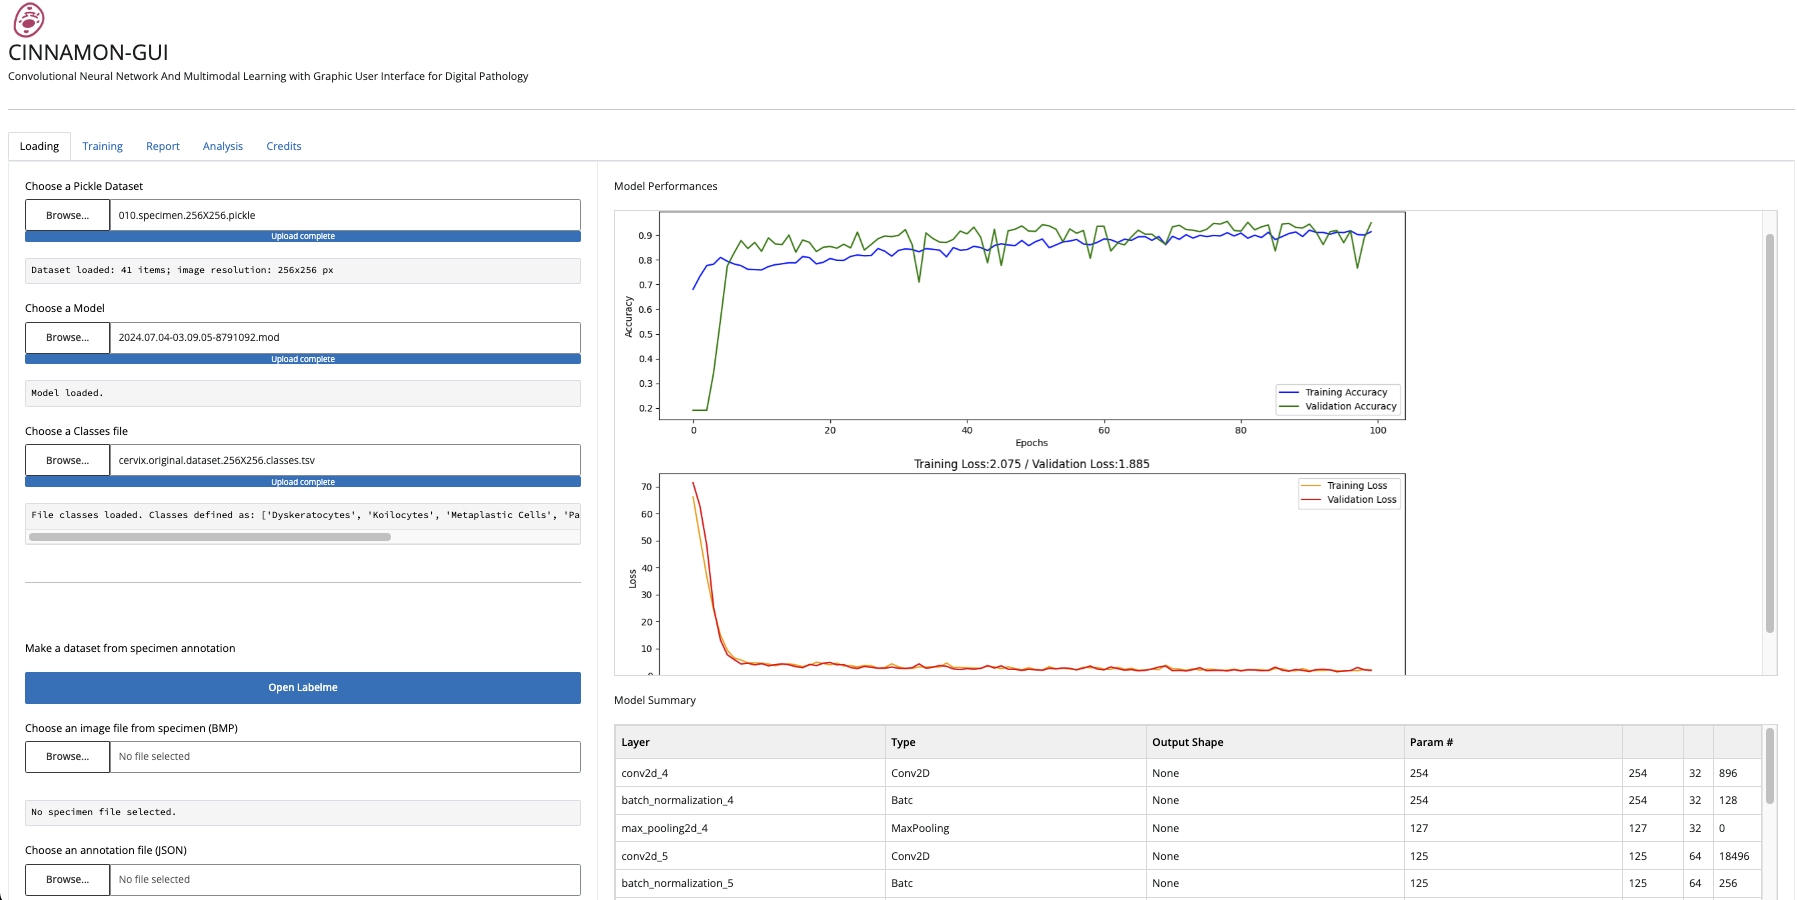 CINNAMON-GUI
Convolutional Neural Network And Multimodal Learning with Graphic User Interface for Digital Pathology
Loading Training Report Analysis Credits
Choose a Pickle Dataset
Browse... 010.specimen.256X256.pickle
Upload complete
Dataset loaded: 41 items; image resolution: 256x256 px
Choose a Model
Browse... 2024.07.04-03.09.05-8791092.mod
Upload complete
Model loaded.
Choose a Classes file
Browse... cervix.original.dataset.256X256.classes.tsv
Upload complete
File classes loaded. Classes defined as: ['Dyskeratocytes', 'Koilocytes', 'Metaplastic Cells', 'Pa
Make a dataset from specimen annotation
Open Labelme
Choose an image file from specimen (BMP)
Browse... No file selected
No specimen file selected.
Choose an annotation file (JSON)
Browse... No file selected
Model Performances
Accuracy
0.9
0.8
0.7
0.6
0.5
0.4
0.3
0.2
Training Accuracy
Validation Accuracy
0 20 40 60 80 100
Epochs
Training Loss:2.075 / Validation Loss:1.885
Loss
70
60
50
40
30
20
10
0
Training Loss
Validation Loss
Model Summary
Layer Type Output Shape Param #
conv2d_4 Conv2D None 254 254 32 896
batch_normalization_4 Batc None 254 254 32 128
max_pooling2d_4 MaxPooling None 127 127 32 0
conv2d_5 Conv2D None 125 125 64 18496
batch_normalization_5 Batc None 125 125 64 256